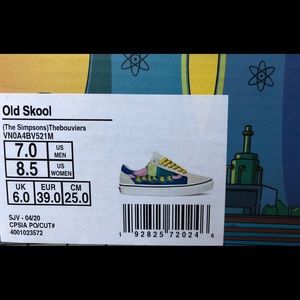 Old Skool
(The Simpsons)Thebouviers
VN0A4BV521M
7.0 US MEN
8.5 US WOMEN
UK EUR CM
6.0 39.0 25.0
1 92825 72024 6
SJV - 04/20
CPSIA PO/CUT#
4001023572